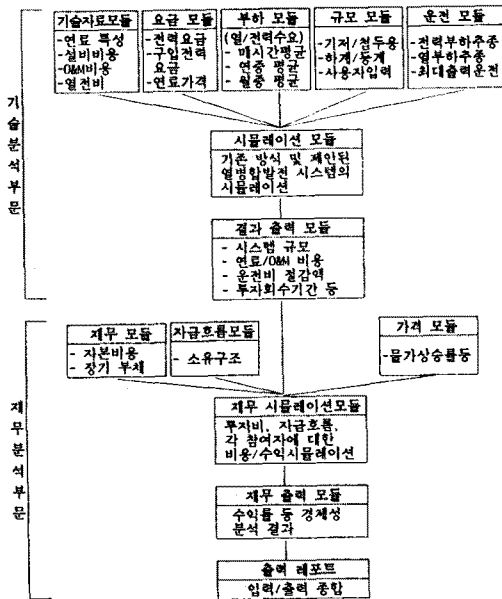 기술자료모듈
-연료 특성
-설비비용
-O&M비용
-열전비
요금 모듈
-전력요금
-구입전력
요금
-연료가격
부하 모듈
(열/전력수요)
- 매시간평균
- 연중 평균
- 월중 평균
규모 모듈
-기저/첨두용
-하계/동계
-사용자입력
운전 모드
-전력부하추종
-열부하추종
-최대출력운전
기술분석부문
시뮬레이션 모듈
기존 방식 및 제안된
열병합발전 시스템의
시뮬레이션
결과 출력 모듈
- 시스템 규모
- 연료/O&M 비용
- 운전비 절감액
- 투자회수기간 등
재무분석부문
재무 모듈
- 자본비용
- 장기 부채
자금흐름모듈
- 소유구조
가격 모듈
-물가상승률등
재무 시뮬레이션모듈
투자비, 자금흐름,
각 참여자에 대한
비용/수익시뮬레이션
재무 출력 모듈
수익률 등 경제성
분석 결과
출력 레포트
입력/출력 종합